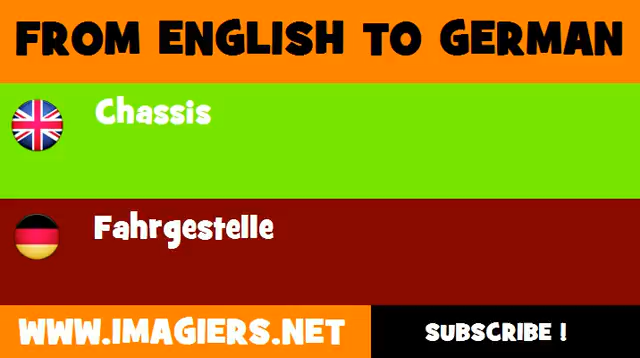 FROM ENGLISH TO GERMAN
Chassis
Fahrgestelle
WWW.IMAGIERS.NET
SUBSCRIBE !